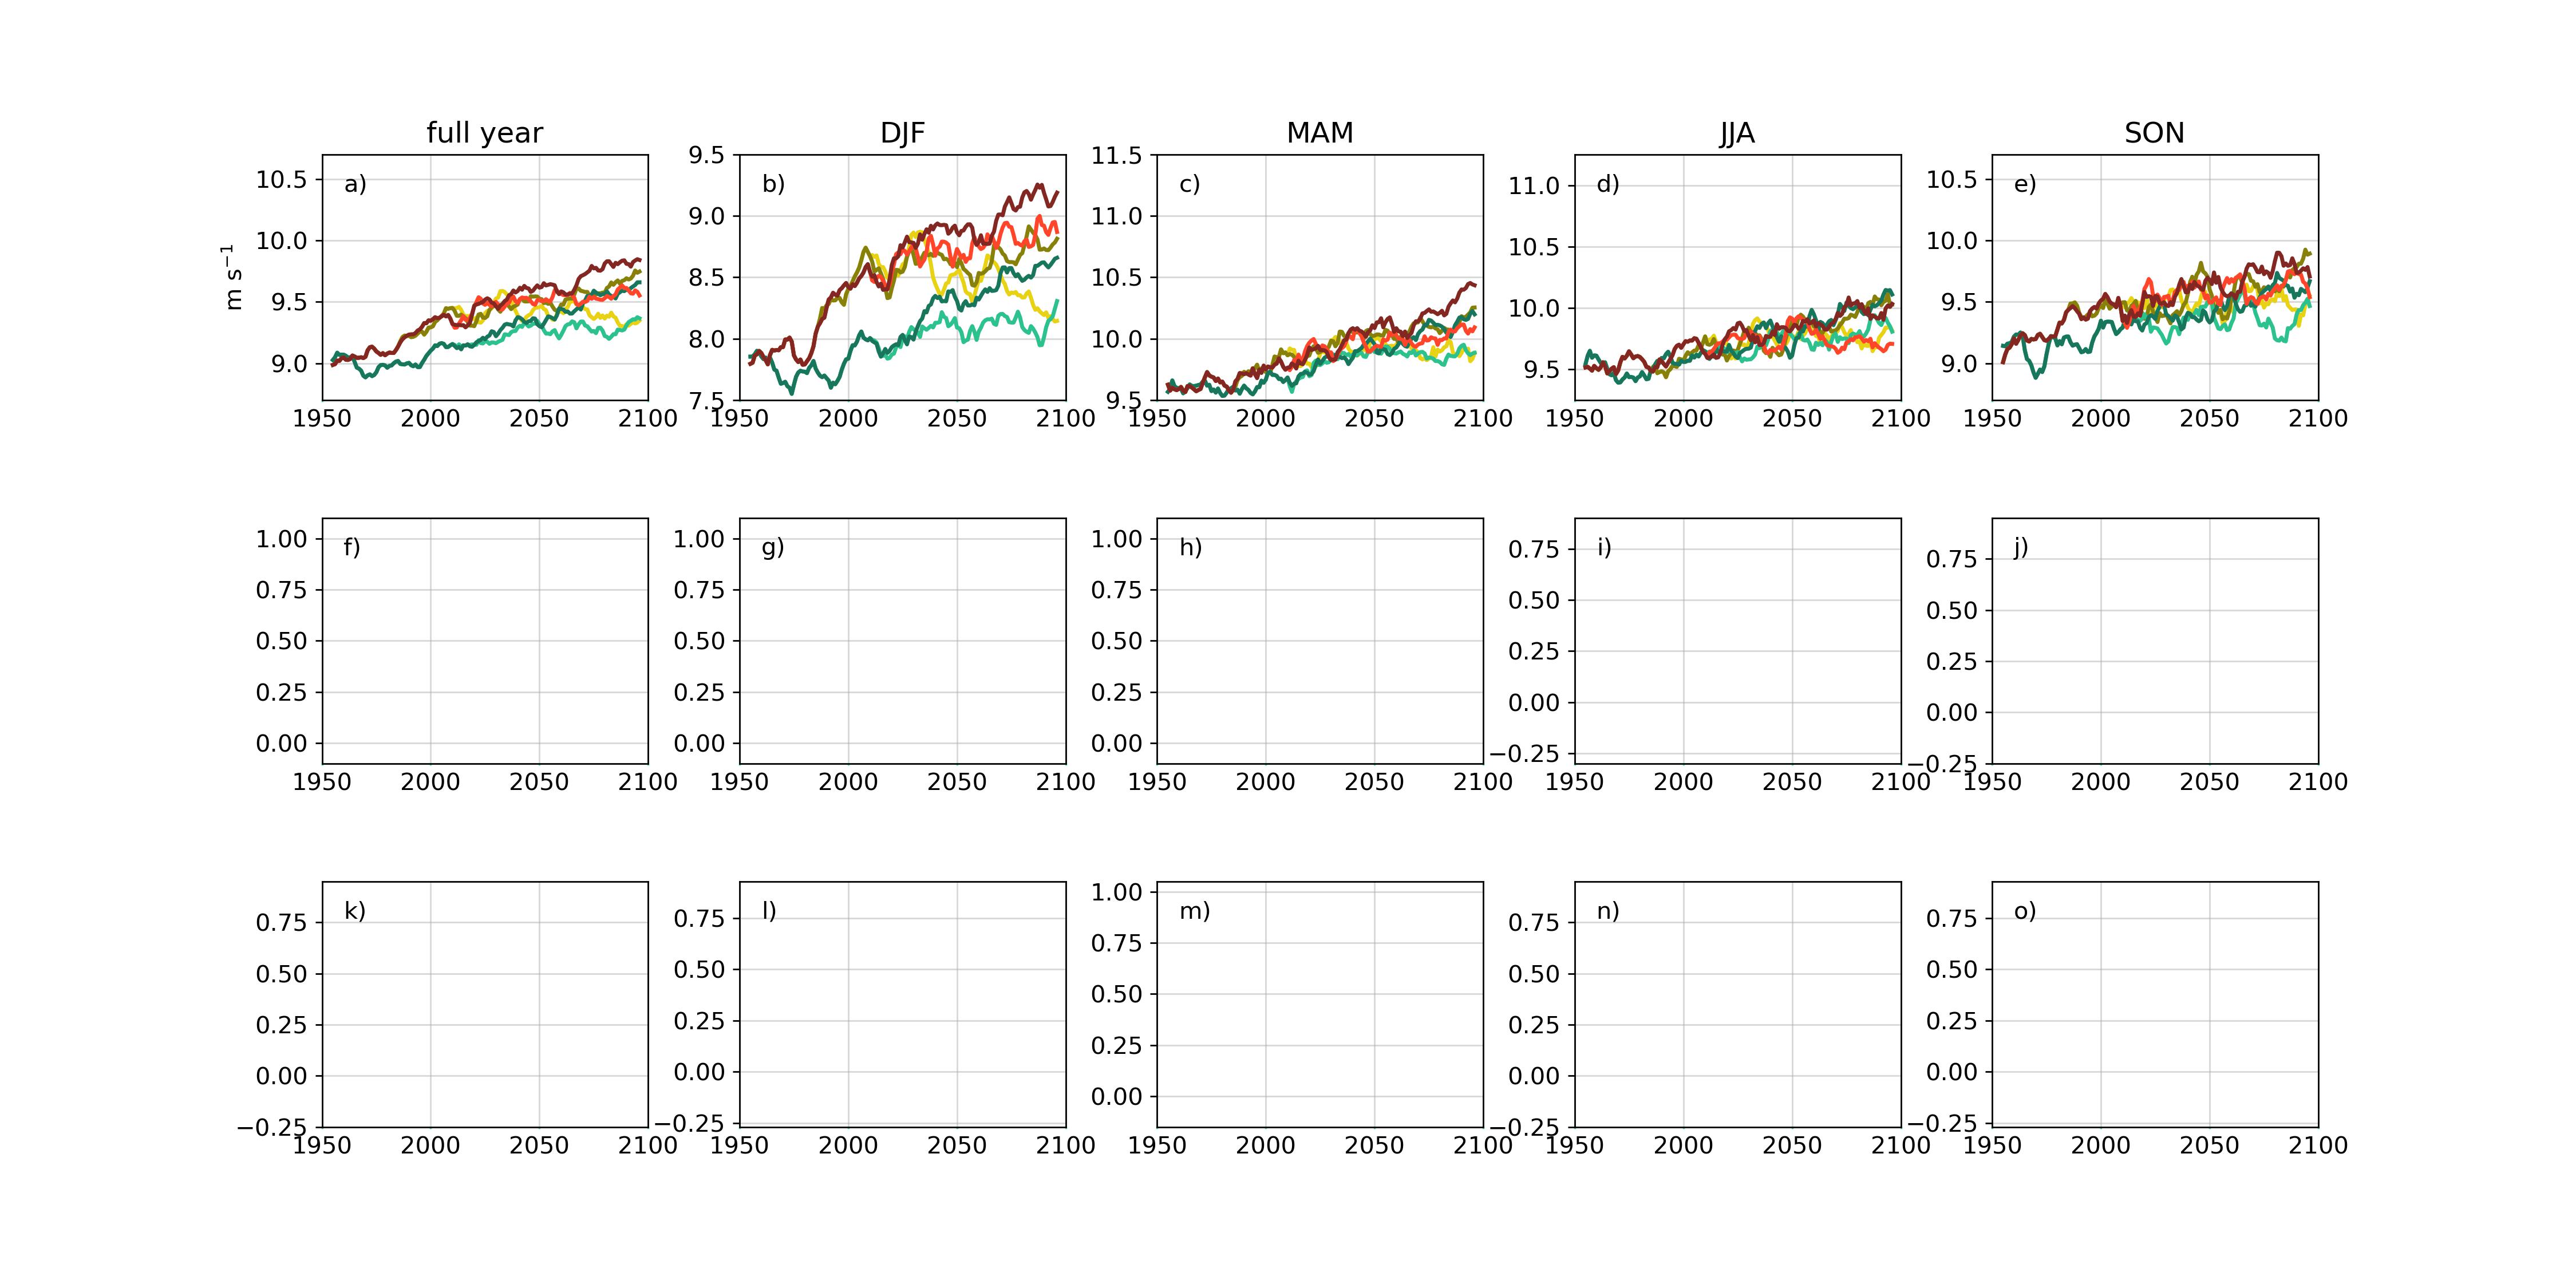 full year DJF MAM JJA SON
10.5 10.0 9.5 9.0
m s⁻¹
a)
1950 2000 2050 2100
9.5 9.0 8.5 8.0 7.5
b)
1950 2000 2050 2100
11.5 11.0 10.5 10.0 9.5
c)
1950 2000 2050 2100
11.0 10.5 10.0 9.5
d)
1950 2000 2050 2100
10.5 10.0 9.5 9.0
e)
1950 2000 2050 2100
1.00 0.75 0.50 0.25 0.00
f)
1950 2000 2050 2100
1.00 0.75 0.50 0.25 0.00
g)
1950 2000 2050 2100
1.00 0.75 0.50 0.25 0.00
h)
1950 2000 2050 2100
0.75 0.50 0.25 0.00 −0.25
i)
1950 2000 2050 2100
0.75 0.50 0.25 0.00 −0.25
j)
1950 2000 2050 2100
0.75 0.50 0.25 0.00 −0.25
k)
1950 2000 2050 2100
0.75 0.50 0.25 0.00 −0.25
l)
1950 2000 2050 2100
1.00 0.75 0.50 0.25 0.00
m)
1950 2000 2050 2100
0.75 0.50 0.25 0.00 −0.25
n)
1950 2000 2050 2100
0.75 0.50 0.25 0.00 −0.25
o)
1950 2000 2050 2100